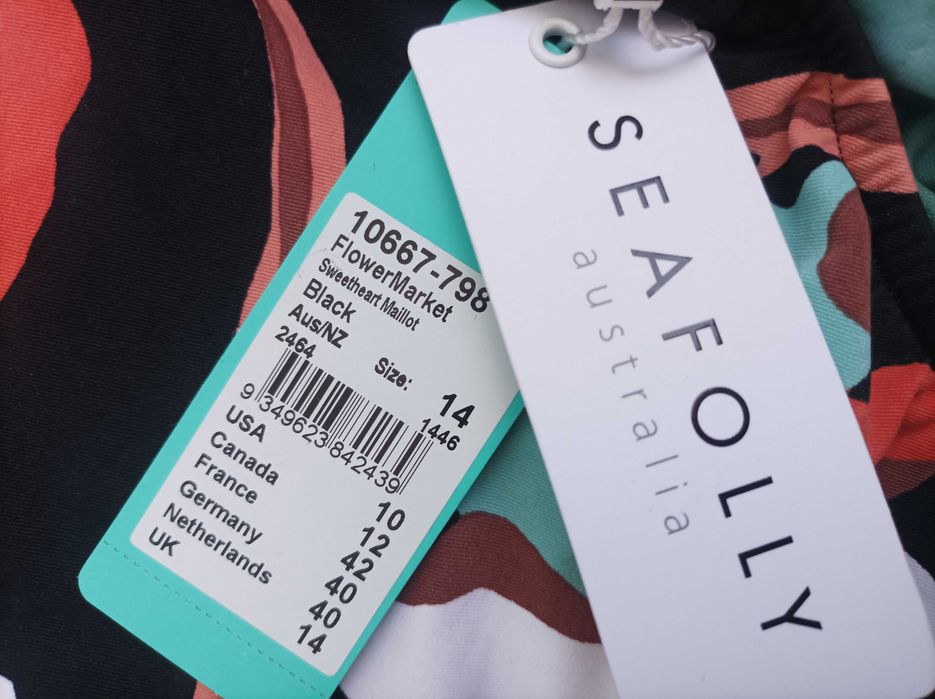 10667-798
FlowerMarket
Sweetheart Maillot
Black
Aus/NZ Size: 14
2464 1446
9 349623 842439
USA 10
Canada 12
France 42
Germany 40
Netherlands 40
UK 14
SEAFOLLY
australia